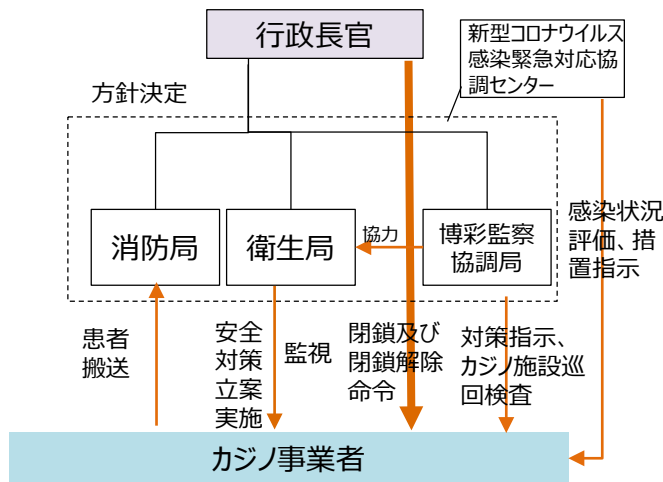 行政長官
新型コロナウイルス
感染緊急対応協
調センター
方針決定
消防局
衛生局
協力
博彩監察
協調局
感染状況
評価、措
置指示
患者
搬送
安全
対策
立案
実施
監視
閉鎖及び
閉鎖解除
命令
対策指示、
カジノ施設巡
回検査
カジノ事業者